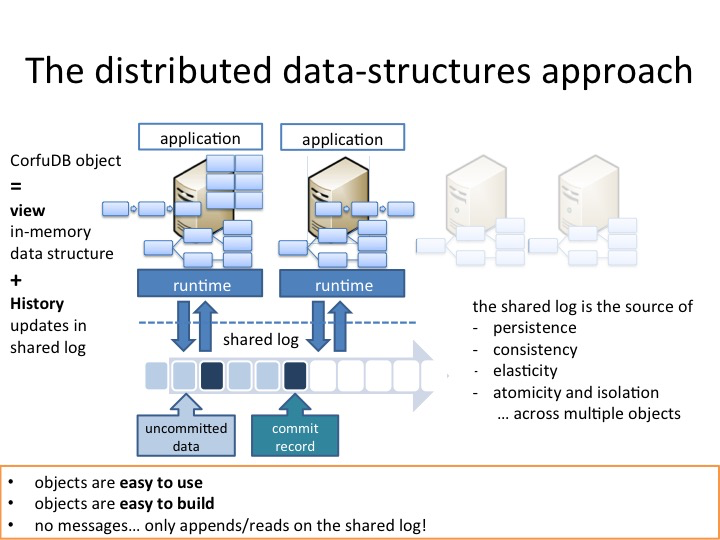 The distributed data-structures approach
application
application
CorfuDB object
=
view
in-memory
data structure
+
History
updates in
shared log
runtime
runtime
shared log
uncommitted
data
commit
record
the shared log is the source of
- persistence
- consistency
- elasticity
- atomicity and isolation
... across multiple objects
• objects are easy to use
• objects are easy to build
• no messages... only appends/reads on the shared log!